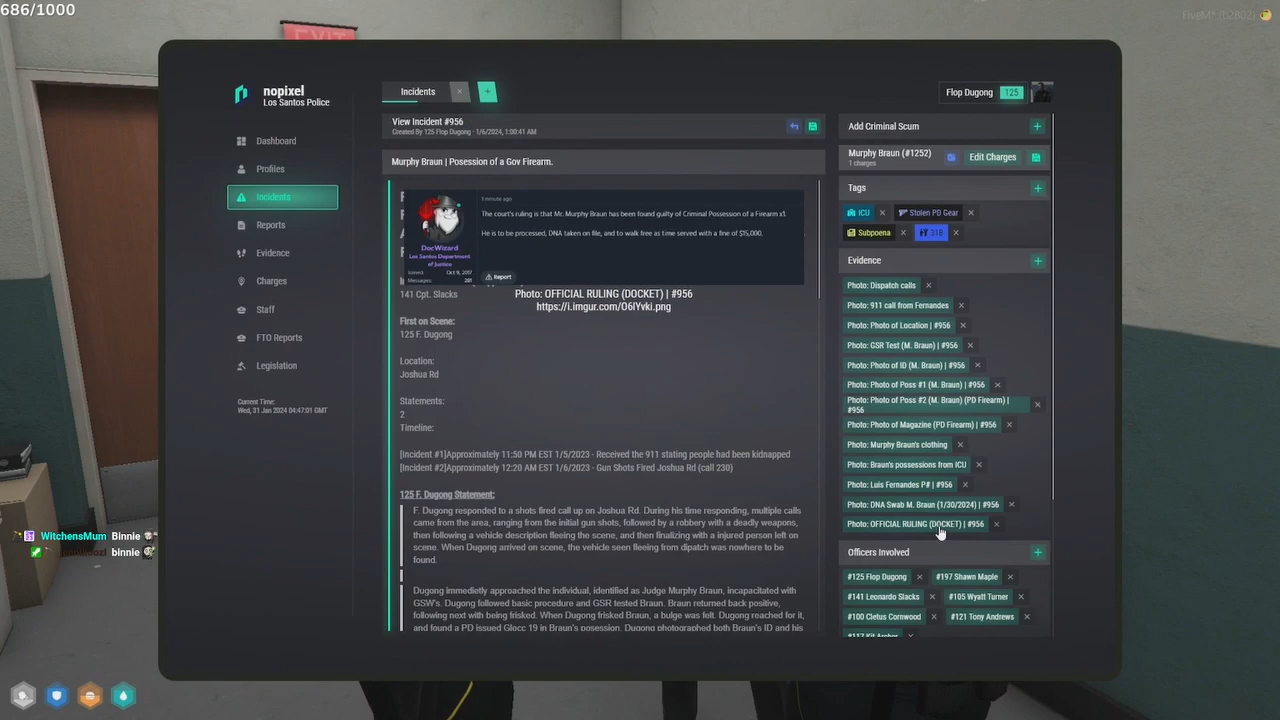 686/1000
EXIT
FiveM®
nopixel
Los Santos Police
Dashboard
Profiles
Incidents
Reports
Evidence
Charges
Staff
FTO Reports
Legislation
Current Time:
Wed, 31 Jan 2024 04:47:01 GMT
WitchensMum Binnie
binnie
Incidents × +
Flop Dugong 125
View Incident #956
Created By 125 Flop Dugong · 1/6/2024, 1:00:41 AM
Murphy Braun | Posession of a Gov Firearm.
DocWizard
Los Santos Department
of Justice
Joined: Oct 9, 2017
Messages: 281
1 minute ago
The court's ruling is that Mr. Murphy Braun has been found guilty of Criminal Possession of a Firearm x1.
He is to be processed, DNA taken on file, and to walk free as time served with a fine of $15,000.
Report
141 Cpt. Slacks
Photo: OFFICIAL RULING (DOCKET) | #956
https://i.imgur.com/O6lYvki.png
First on Scene:
125 F. Dugong
Location:
Joshua Rd
Statements:
2
Timeline:
[Incident #1]Approximately 11:50 PM EST 1/5/2023 - Received the 911 stating people had been kidnapped
[Incident #2]Approximately 12:20 AM EST 1/6/2023 - Gun Shots Fired Joshua Rd (call 230)
125 F. Dugong Statement:
F. Dugong responded to a shots fired call up on Joshua Rd. During his time responding, multiple calls
came from the area, ranging from the initial gun shots, followed by a robbery with a deadly weapons,
then following a vehicle description fleeing the scene, and then finalizing with a injured person left on
scene. When Dugong arrived on scene, the vehicle seen fleeing from dipatch was nowhere to be
found.
Dugong immedietly approached the individual, identified as Judge Murphy Braun, incapacitated with
GSW's. Dugong followed basic procedure and GSR tested Braun. Braun returned back positive,
following next with being frisked. When Dugong frisked Braun, a bulge was felt. Dugong reached for it,
and found a PD issued Glocc 19 in Braun's posession. Dugong photographed both Braun's ID and his
Add Criminal Scum +
Murphy Braun (#1252)
1 charges
Edit Charges
Tags +
ICU × Stolen PD Gear ×
Subpoena × 31B ×
Evidence +
Photo: Dispatch calls ×
Photo: 911 call from Fernandes ×
Photo: Photo of Location | #956 ×
Photo: GSR Test (M. Braun) | #956 ×
Photo: Photo of ID (M. Braun) | #956 ×
Photo: Photo of Poss #1 (M. Braun) | #956 ×
Photo: Photo of Poss #2 (M. Braun) (PD Firearm) |
#956 ×
Photo: Photo of Magazine (PD Firearm) | #956 ×
Photo: Murphy Braun's clothing ×
Photo: Braun's possessions from ICU ×
Photo: Luis Fernandes P# | #956 ×
Photo: DNA Swab M. Braun (1/30/2024) | #956 ×
Photo: OFFICIAL RULING (DOCKET) | #956 ×
Officers Involved +
#125 Flop Dugong × #197 Shawn Maple ×
#141 Leonardo Slacks × #105 Wyatt Turner ×
#100 Cletus Cornwood × #121 Tony Andrews ×
#117 Kit Archer ×